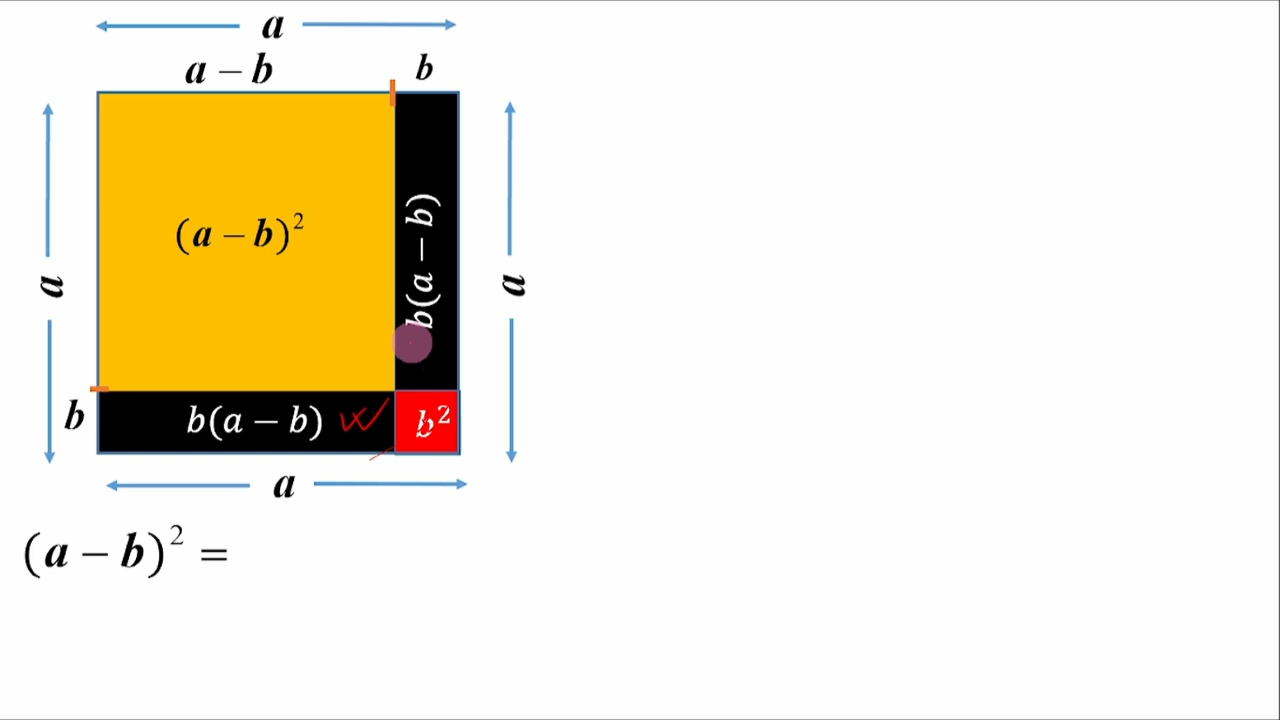 a
a − b
b
a
(a − b)²
b(a − b)
a
b
b(a − b)
b²
a
(a − b)² =